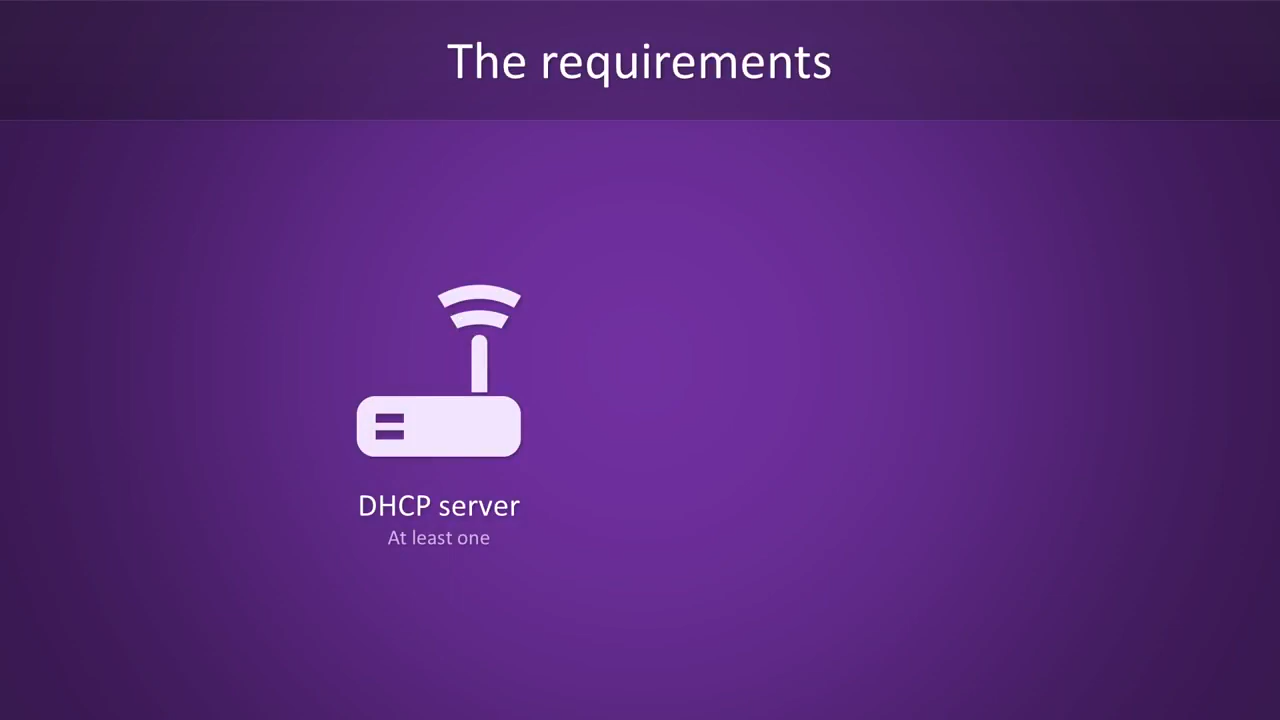 The requirements
DHCP server
At least one